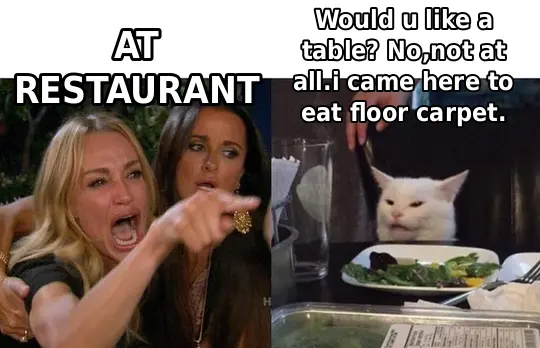 AT
RESTAURANT
Would u like a
table? No,not at
all.i came here to
eat floor carpet.